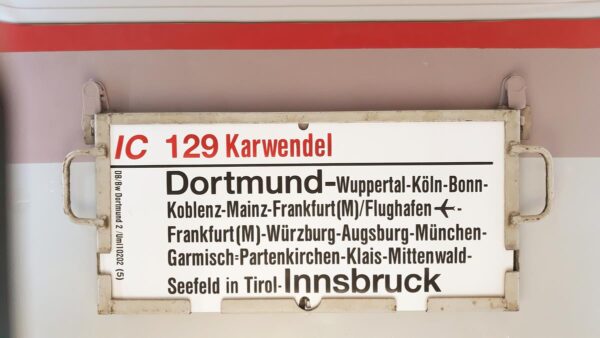 IC 129 Karwendel
Dortmund-Wuppertal-Köln-Bonn-
Koblenz-Mainz-Frankfurt(M)/Flughafen-
Frankfurt(M)-Würzburg-Augsburg-München-
Garmisch-Partenkirchen-Klais-Mittenwald-
Seefeld in Tirol-Innsbruck